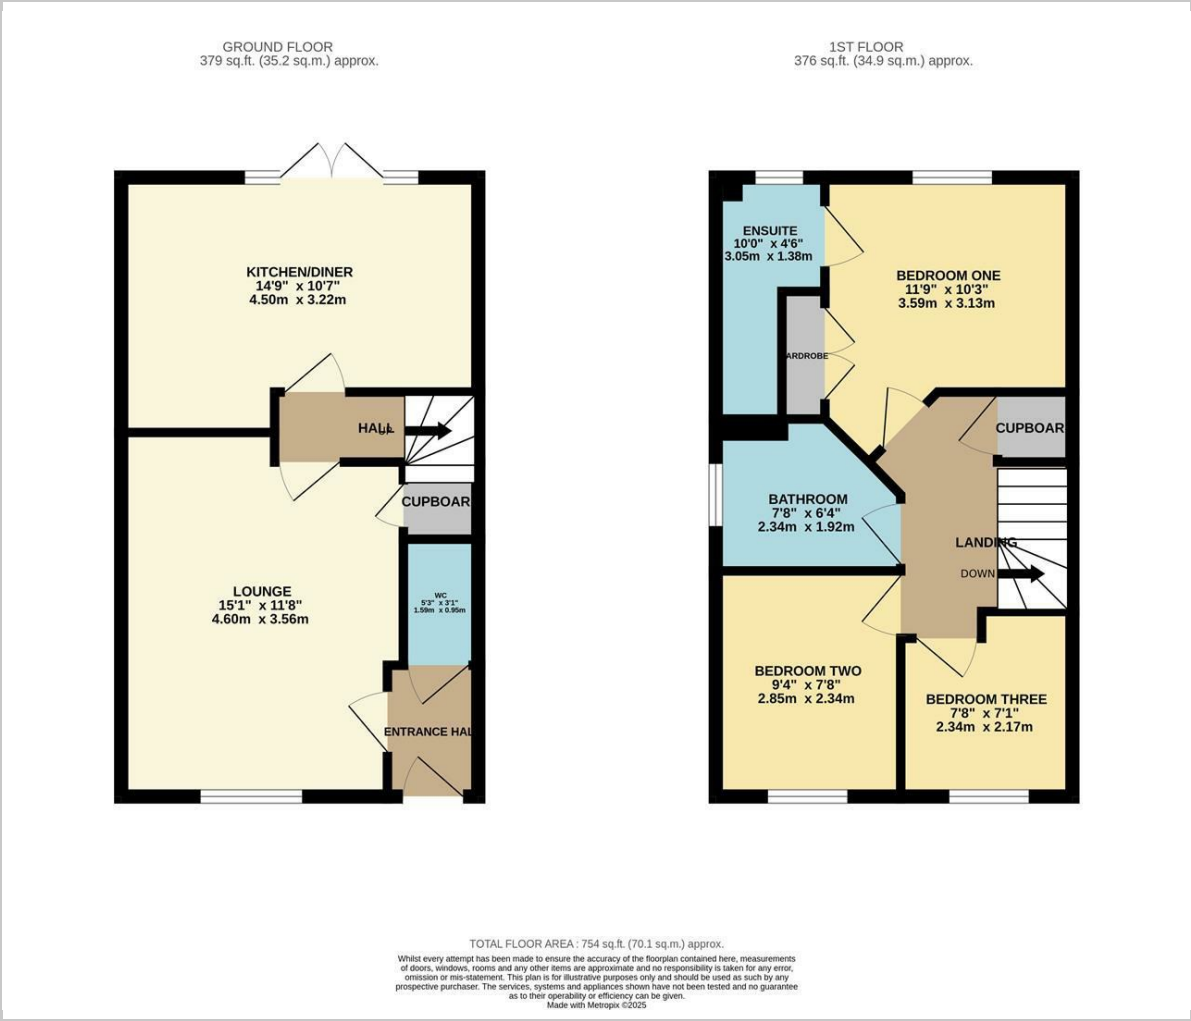 GROUND FLOOR
379 sq.ft. (35.2 sq.m.) approx.
1ST FLOOR
376 sq.ft. (34.9 sq.m.) approx.
KITCHEN/DINER
14'9" x 10'7"
4.50m x 3.22m
HALL
UP
CUPBOAR
LOUNGE
15'1" x 11'8"
4.60m x 3.56m
WC
5'3" x 3'1"
1.59m x 0.95m
ENTRANCE HAL
ENSUITE
10'0" x 4'6"
3.05m x 1.38m
BEDROOM ONE
11'9" x 10'3"
3.59m x 3.13m
ARDROBE
CUPBOAR
BATHROOM
7'8" x 6'4"
2.34m x 1.92m
LANDING
DOWN
BEDROOM TWO
9'4" x 7'8"
2.85m x 2.34m
BEDROOM THREE
7'8" x 7'1"
2.34m x 2.17m
TOTAL FLOOR AREA : 754 sq.ft. (70.1 sq.m.) approx.
Whilst every attempt has been made to ensure the accuracy of the floorplan contained here, measurements
of doors, windows, rooms and any other items are approximate and no responsibility is taken for any error,
omission or mis-statement. This plan is for illustrative purposes only and should be used as such by any
prospective purchaser. The services, systems and appliances shown have not been tested and no guarantee
as to their operability or efficiency can be given.
Made with Metropix ©2025